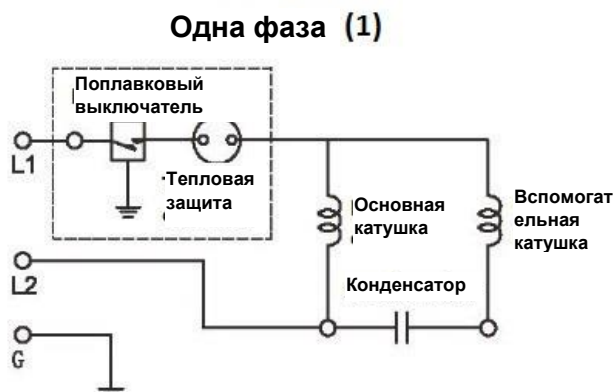 Одна фаза (1)
Поплавковый
выключатель
L1
Тепловая
защита
Основная
катушка
Вспомогат
ельная
катушка
L2
Конденсатор
G